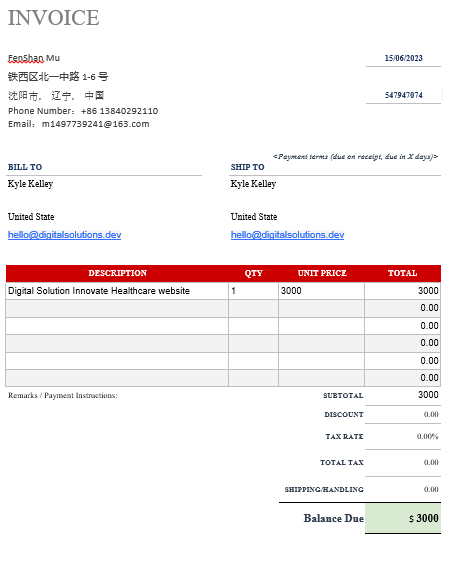 INVOICE
FenShan Mu
15/06/2023
铁西区北一中路 1-6 号
沈阳市， 辽宁， 中国
547947074
Phone Number：+86 13840292110
Email：m1497739241@163.com
<Payment terms (due on receipt, due in X days)>
BILL TO
SHIP TO
Kyle Kelley
Kyle Kelley
United State
United State
hello@digitalsolutions.dev
hello@digitalsolutions.dev
DESCRIPTION QTY UNIT PRICE TOTAL
Digital Solution Innovate Healthcare website 1 3000 3000
0.00
0.00
0.00
0.00
0.00
Remarks / Payment Instructions: SUBTOTAL 3000
DISCOUNT 0.00
TAX RATE 0.00%
TOTAL TAX 0.00
SHIPPING/HANDLING 0.00
Balance Due $ 3000